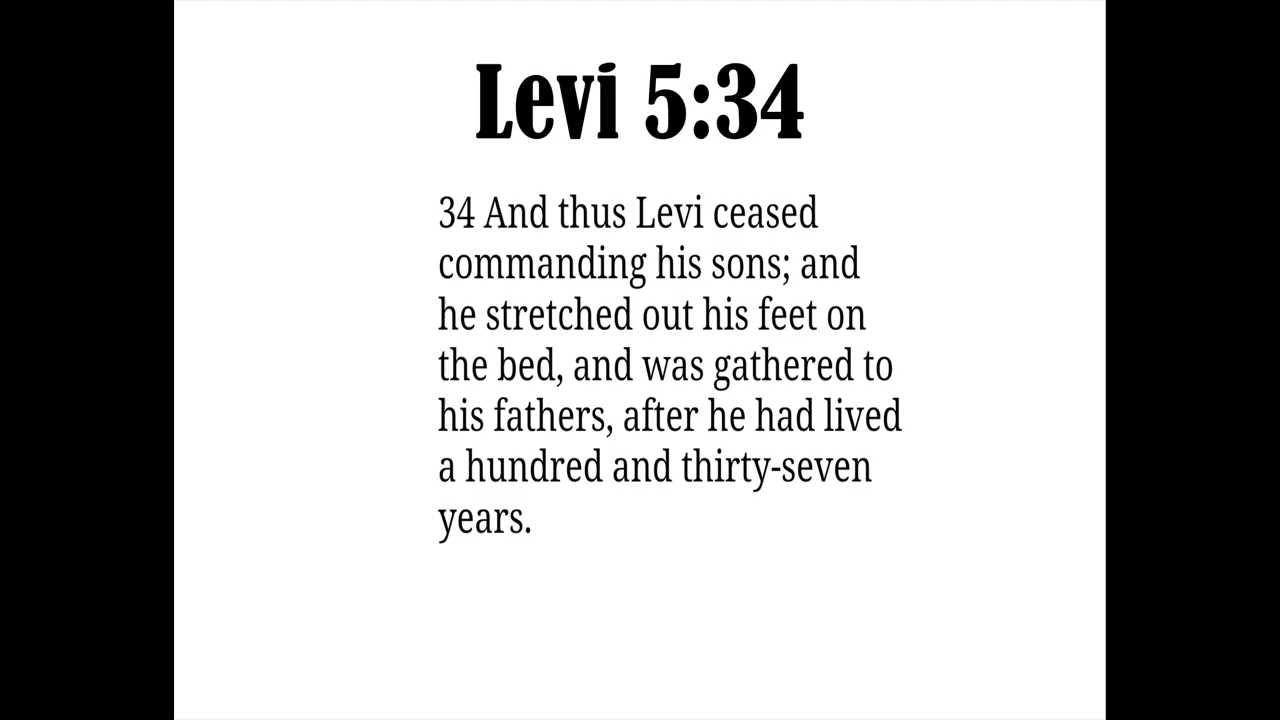 Levi 5:34
34 And thus Levi ceased
commanding his sons; and
he stretched out his feet on
the bed, and was gathered to
his fathers, after he had lived
a hundred and thirty-seven
years.